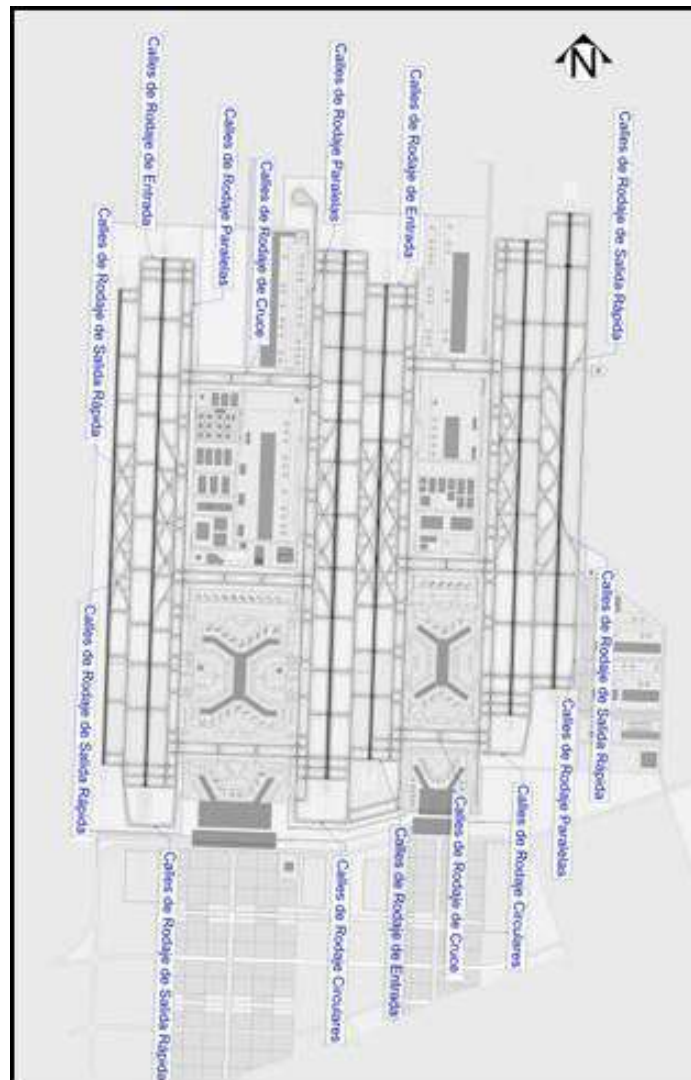 N
Calles de Rodaje de Salida Rápida
Calles de Rodaje de Salida Rápida
Calles de Rodaje Paralelas
Calles de Rodaje Circulares
Calles de Rodaje de Cruce
Calles de Rodaje de Entrada
Calles de Rodaje de Entrada
Calles de Rodaje Paralelas
Calles de Rodaje Circulares
Calles de Rodaje de Cruce
Calles de Rodaje Paralelas
Calles de Rodaje de Salida Rápida
Calles de Rodaje de Entrada
Calles de Rodaje de Salida Rápida
Calles de Rodaje de Salida Rápida